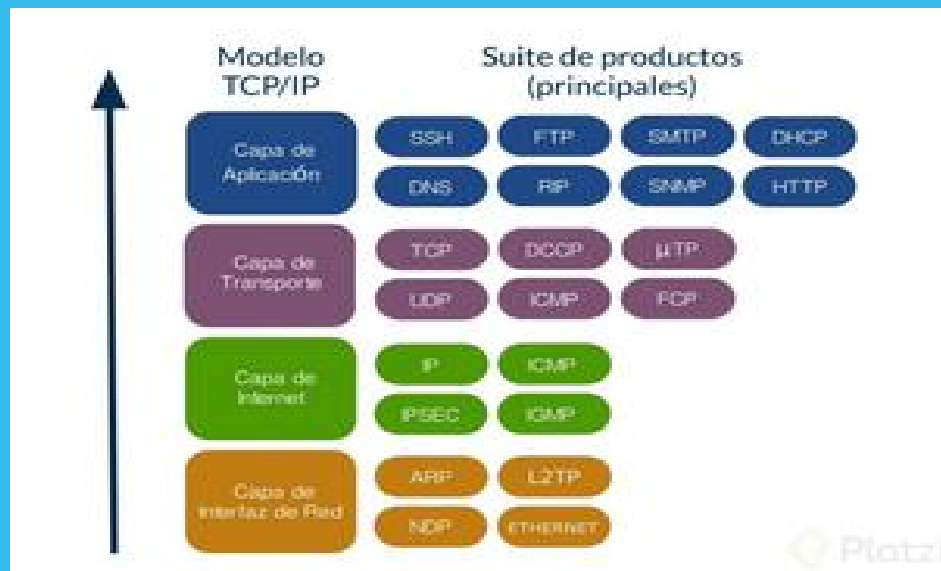 Modelo
TCP/IP
Suite de productos
(principales)
Capa de
Aplicación
SSH FTP SMTP DHCP
DNS RIP SNMP HTTP
Capa de
Transporte
TCP DCCP µTP
UDP ICMP FCP
Capa de
Internet
IP ICMP
IPSEC IGMP
Capa de
Interfaz de Red
ARP L2TP
NDP ETHERNET
Platzi